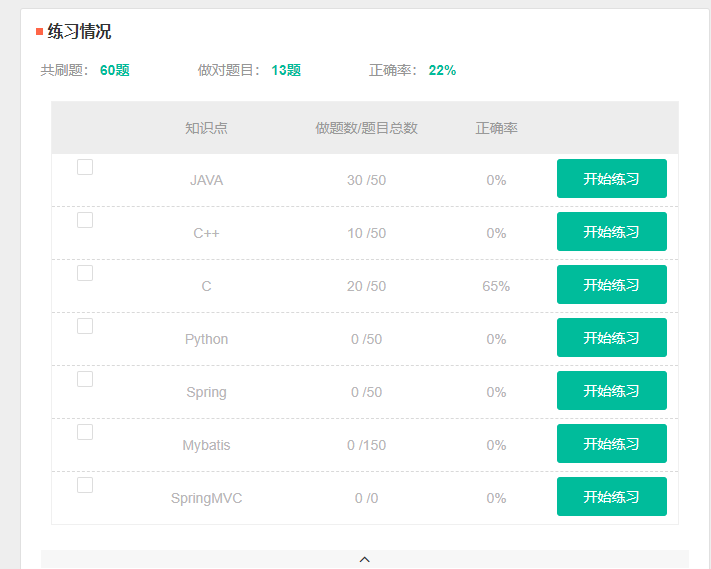 练习情况
共刷题： 60题 做对题目： 13题 正确率： 22%
知识点 做题数/题目总数 正确率
JAVA 30 /50 0% 开始练习
C++ 10 /50 0% 开始练习
C 20 /50 65% 开始练习
Python 0 /50 0% 开始练习
Spring 0 /50 0% 开始练习
Mybatis 0 /150 0% 开始练习
SpringMVC 0 /0 0% 开始练习